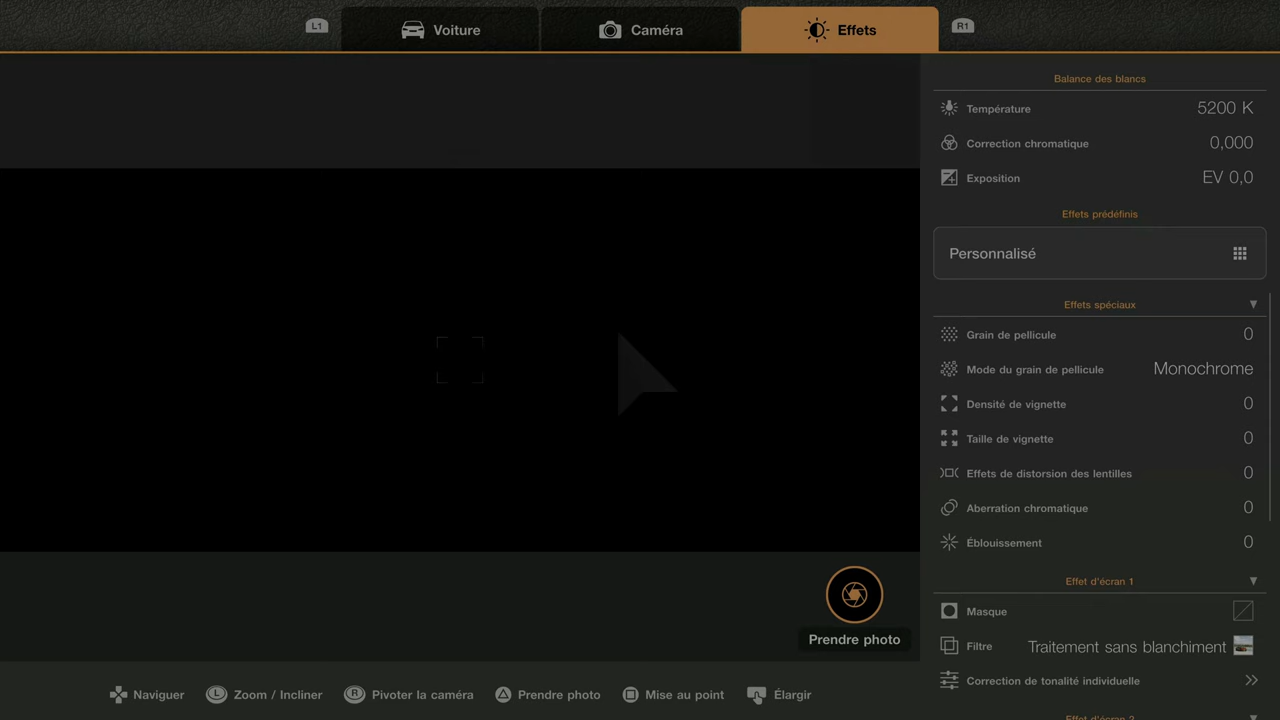 L1
Voiture
Caméra
Effets
R1
Balance des blancs
Température 5200 K
Correction chromatique 0,000
Exposition EV 0,0
Effets prédéfinis
Personnalisé
Effets spéciaux
Grain de pellicule 0
Mode du grain de pellicule Monochrome
Densité de vignette 0
Taille de vignette 0
Effets de distorsion des lentilles 0
Aberration chromatique 0
Éblouissement 0
Effet d'écran 1
Masque
Filtre Traitement sans blanchiment
Correction de tonalité individuelle
Effet d'écran 2
Prendre photo
Naviguer
L Zoom / Incliner
R Pivoter la caméra
Prendre photo
Mise au point
Élargir